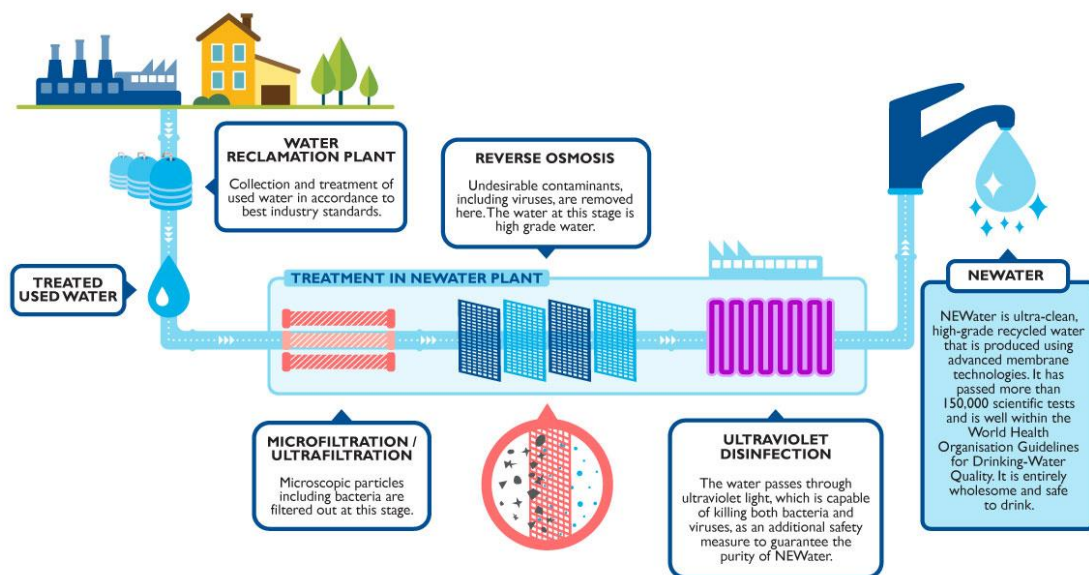 WATER
RECLAMATION PLANT
Collection and treatment of
used water in accordance to
best industry standards.
TREATED
USED WATER
REVERSE OSMOSIS
Undesirable contaminants,
including viruses, are removed
here. The water at this stage is
high grade water.
TREATMENT IN NEWATER PLANT
MICROFILTRATION /
ULTRAFILTRATION
Microscopic particles
including bacteria are
filtered out at this stage.
ULTRAVIOLET
DISINFECTION
The water passes through
ultraviolet light, which is capable
of killing both bacteria and
viruses, as an additional safety
measure to guarantee the
purity of NEWater.
NEWATER
NEWater is ultra-clean,
high-grade recycled water
that is produced using
advanced membrane
technologies. It has
passed more than
150,000 scientific tests
and is well within the
World Health
Organisation Guidelines
for Drinking-Water
Quality. It is entirely
wholesome and safe
to drink.